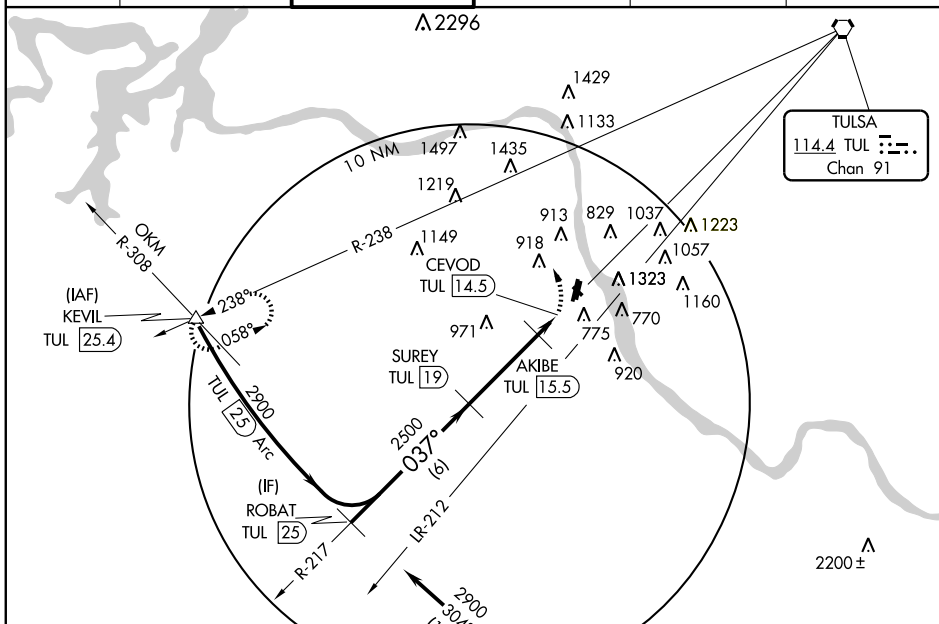 2296
1429
1133
TULSA
114.4 TUL
Chan 91
10 NM
1497
1435
1219
R-238
1149
913
829
1037
1223
918
1057
CEVOD
TUL 14.5
1323
1160
OKM
R-308
(IAF)
KEVIL
TUL 25.4
238°
058°
971
775
770
920
SUREY
TUL 19
AKIBE
TUL 15.5
2900
TUL 25 Arc
2500
037°
(6)
(IF)
ROBAT
TUL 25
R-217
LR-212
2900
304°
2200 ±